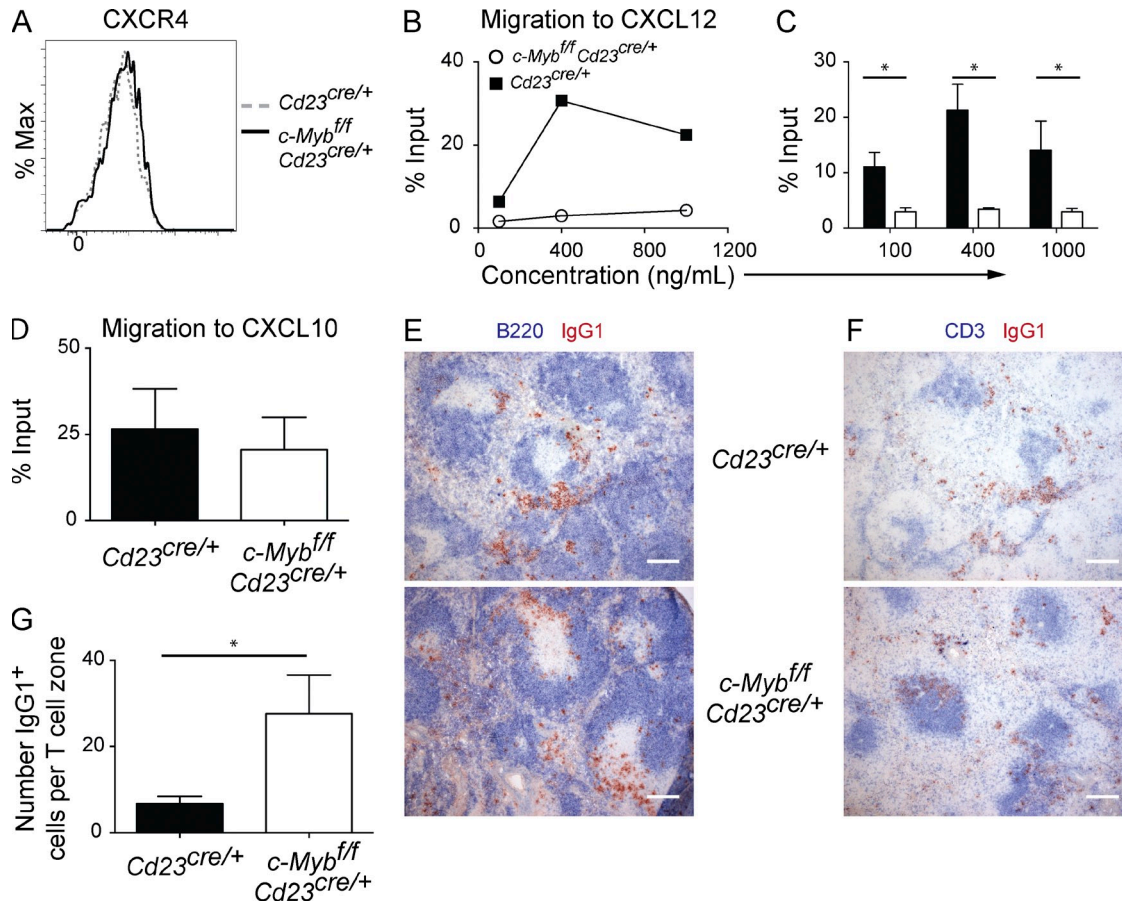 A
CXCR4
% Max
0
Cd23cre/+
c-Mybf/f
Cd23cre/+
B
Migration to CXCL12
% Input
40
20
0
c-Mybf/f Cd23cre/+
Cd23cre/+
0 400 800 1200
Concentration (ng/mL)
C
% Input
30
20
10
0
* * *
100 400 1000
D
Migration to CXCL10
% Input
50
25
0
Cd23cre/+
c-Mybf/f
Cd23cre/+
E
B220 IgG1
F
CD3 IgG1
Cd23cre/+
c-Mybf/f
Cd23cre/+
G
Number IgG1+
cells per T cell zone
40
20
0
*
Cd23cre/+
c-Mybf/f
Cd23cre/+